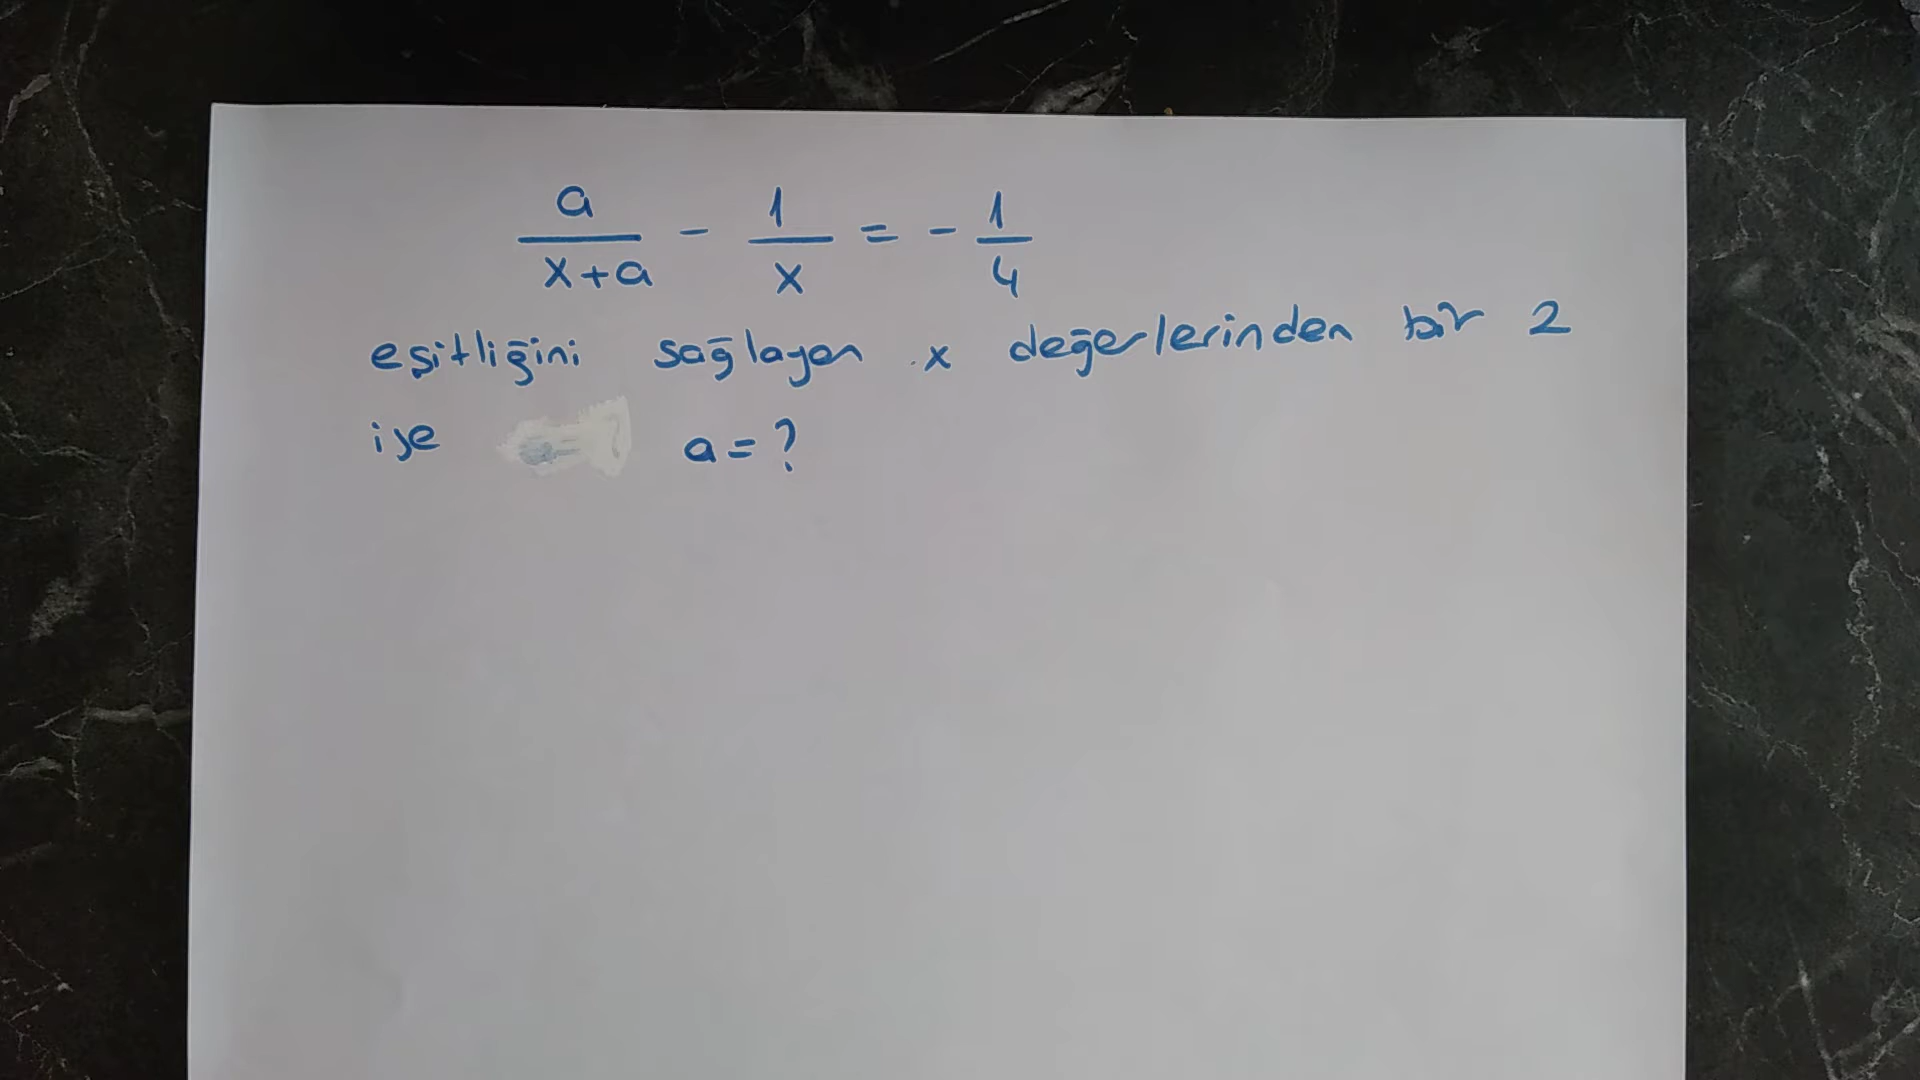 a/(x+a) - 1/x = - 1/4
eşitliğini sağlayan x değerlerinden bir 2
ise a = ?